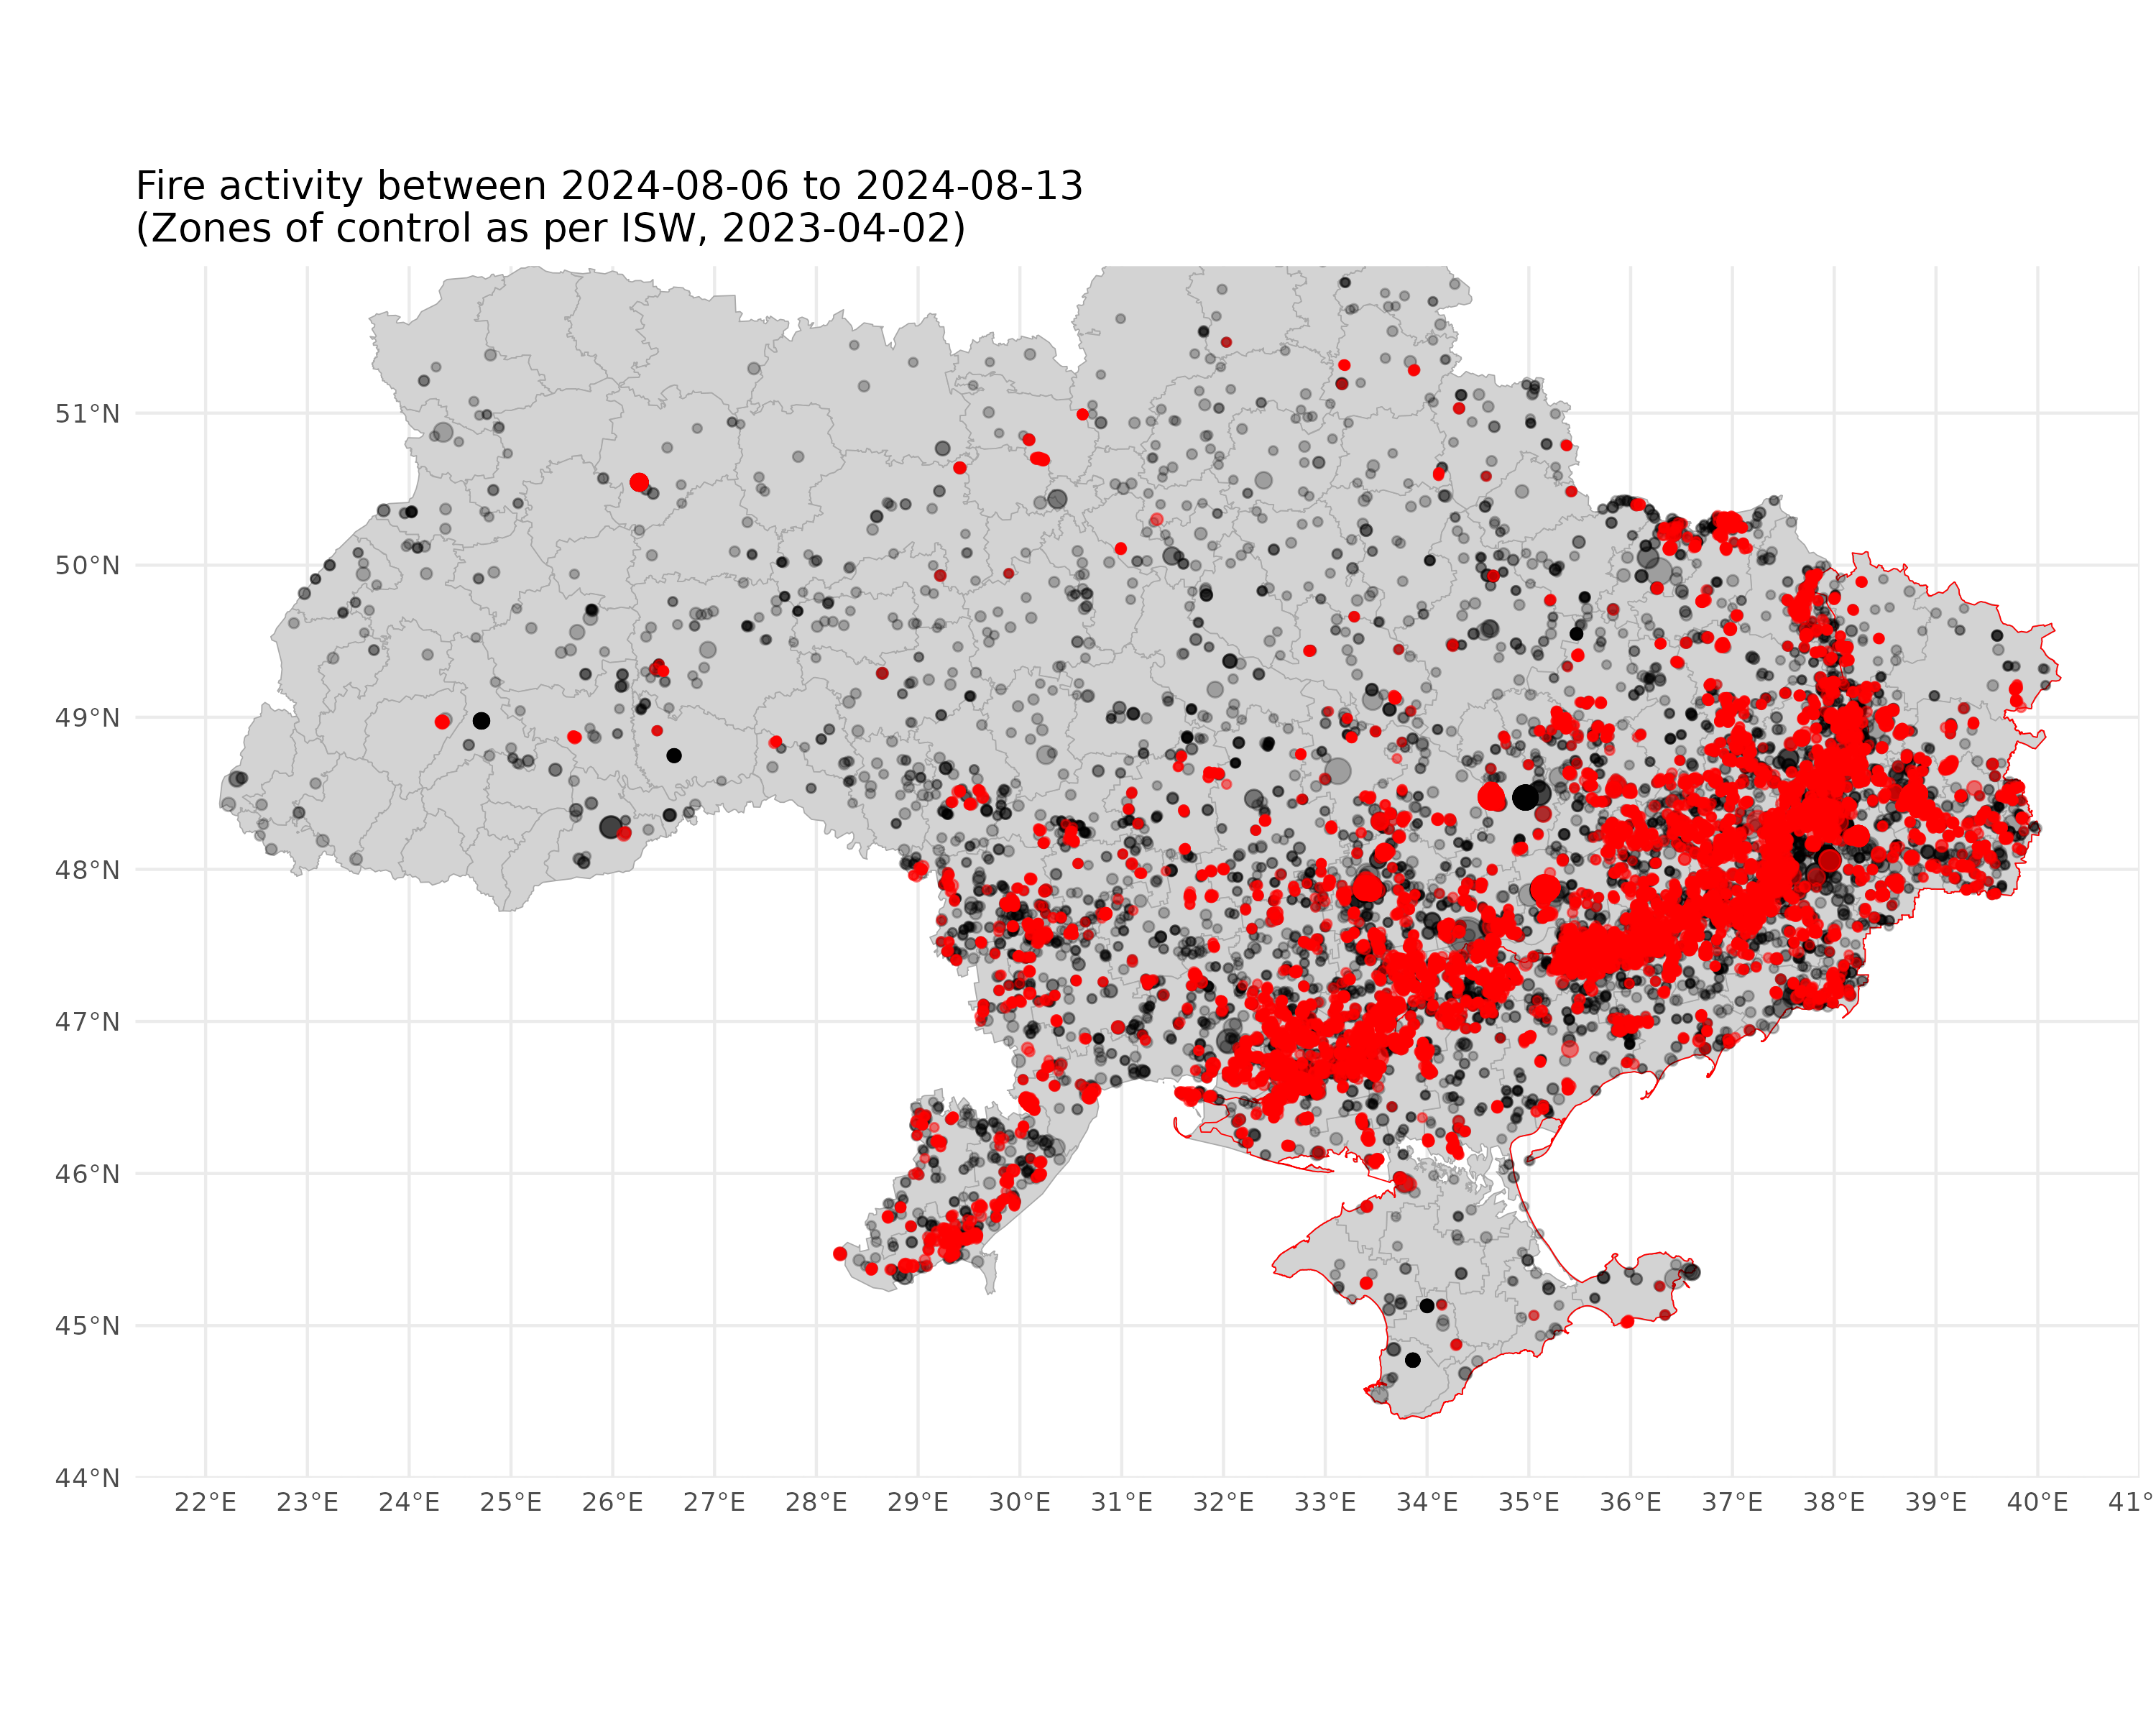 Fire activity between 2024-08-06 to 2024-08-13
(Zones of control as per ISW, 2023-04-02)
51°N
50°N
49°N
48°N
47°N
46°N
45°N
44°N
22°E 23°E 24°E 25°E 26°E 27°E 28°E 29°E 30°E 31°E 32°E 33°E 34°E 35°E 36°E 37°E 38°E 39°E 40°E 41°